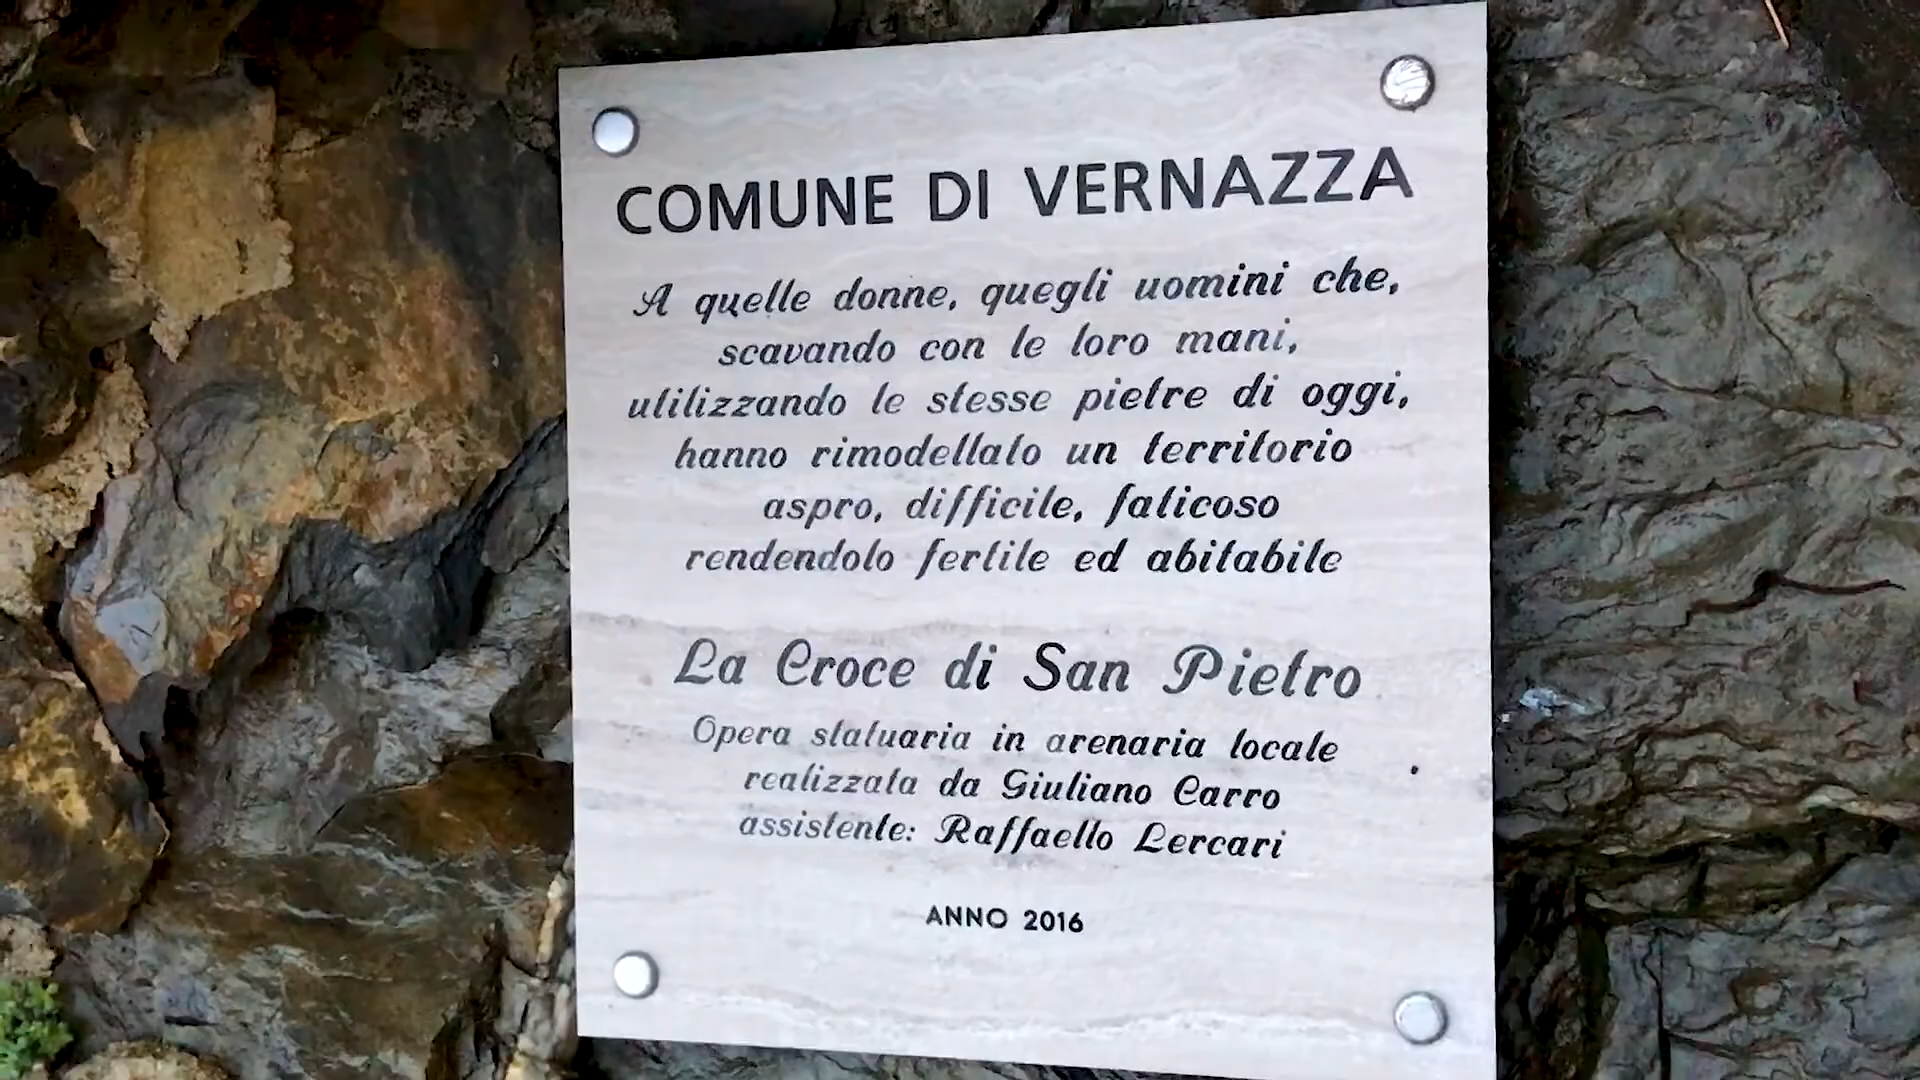 COMUNE DI VERNAZZA
A quelle donne, quegli uomini che,
scavando con le loro mani,
utilizzando le stesse pietre di oggi,
hanno rimodellato un territorio
aspro, difficile, faticoso
rendendolo fertile ed abitabile
La Croce di San Pietro
Opera statuaria in arenaria locale
realizzata da Giuliano Carro
assistente: Raffaello Lercari
ANNO 2016